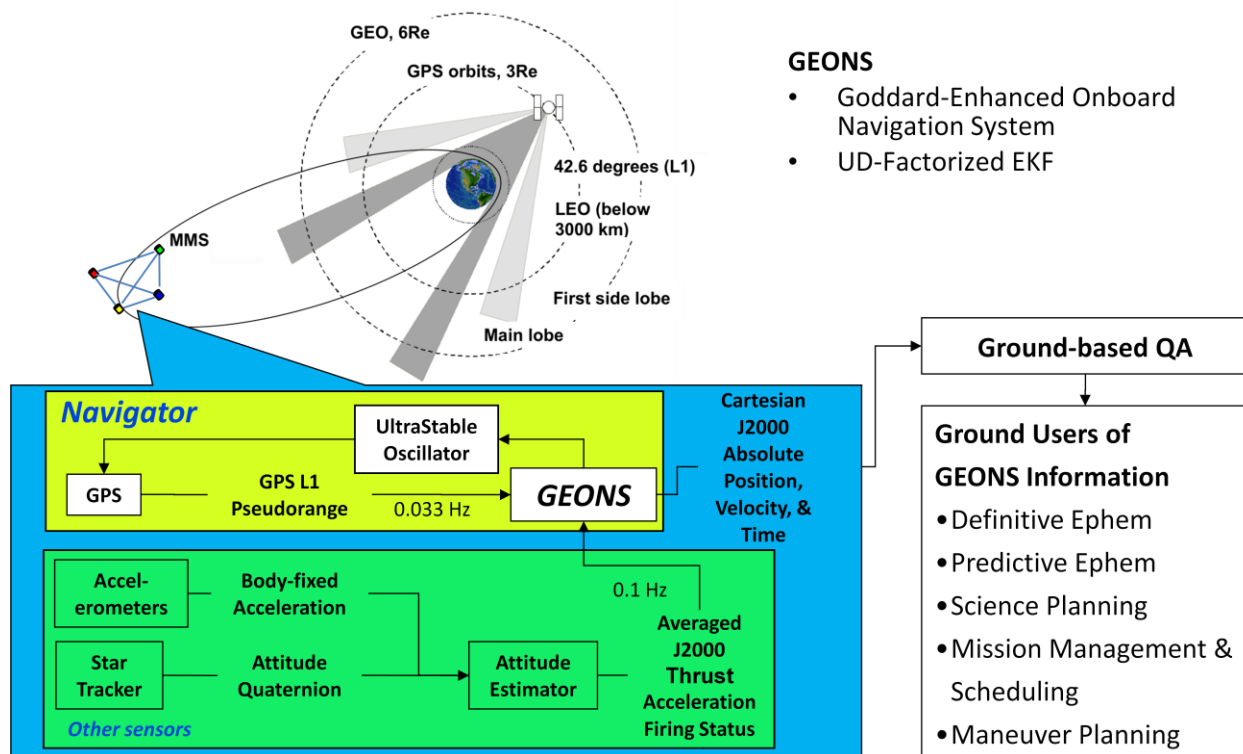 GEO, 6Re
GPS orbits, 3Re
42.6 degrees (L1)
LEO (below
3000 km)
First side lobe
Main lobe
MMS
GEONS
• Goddard-Enhanced Onboard
Navigation System
• UD-Factorized EKF
Navigator
UltraStable
Oscillator
GPS
GPS L1
Pseudorange
0.033 Hz
GEONS
Cartesian
J2000
Absolute
Position,
Velocity, &
Time
Accel-
erometers
Body-fixed
Acceleration
Star
Tracker
Attitude
Quaternion
Attitude
Estimator
0.1 Hz
Averaged
J2000
Thrust
Acceleration
Firing Status
Other sensors
Ground-based QA
Ground Users of
GEONS Information
•Definitive Ephem
•Predictive Ephem
•Science Planning
•Mission Management &
Scheduling
•Maneuver Planning